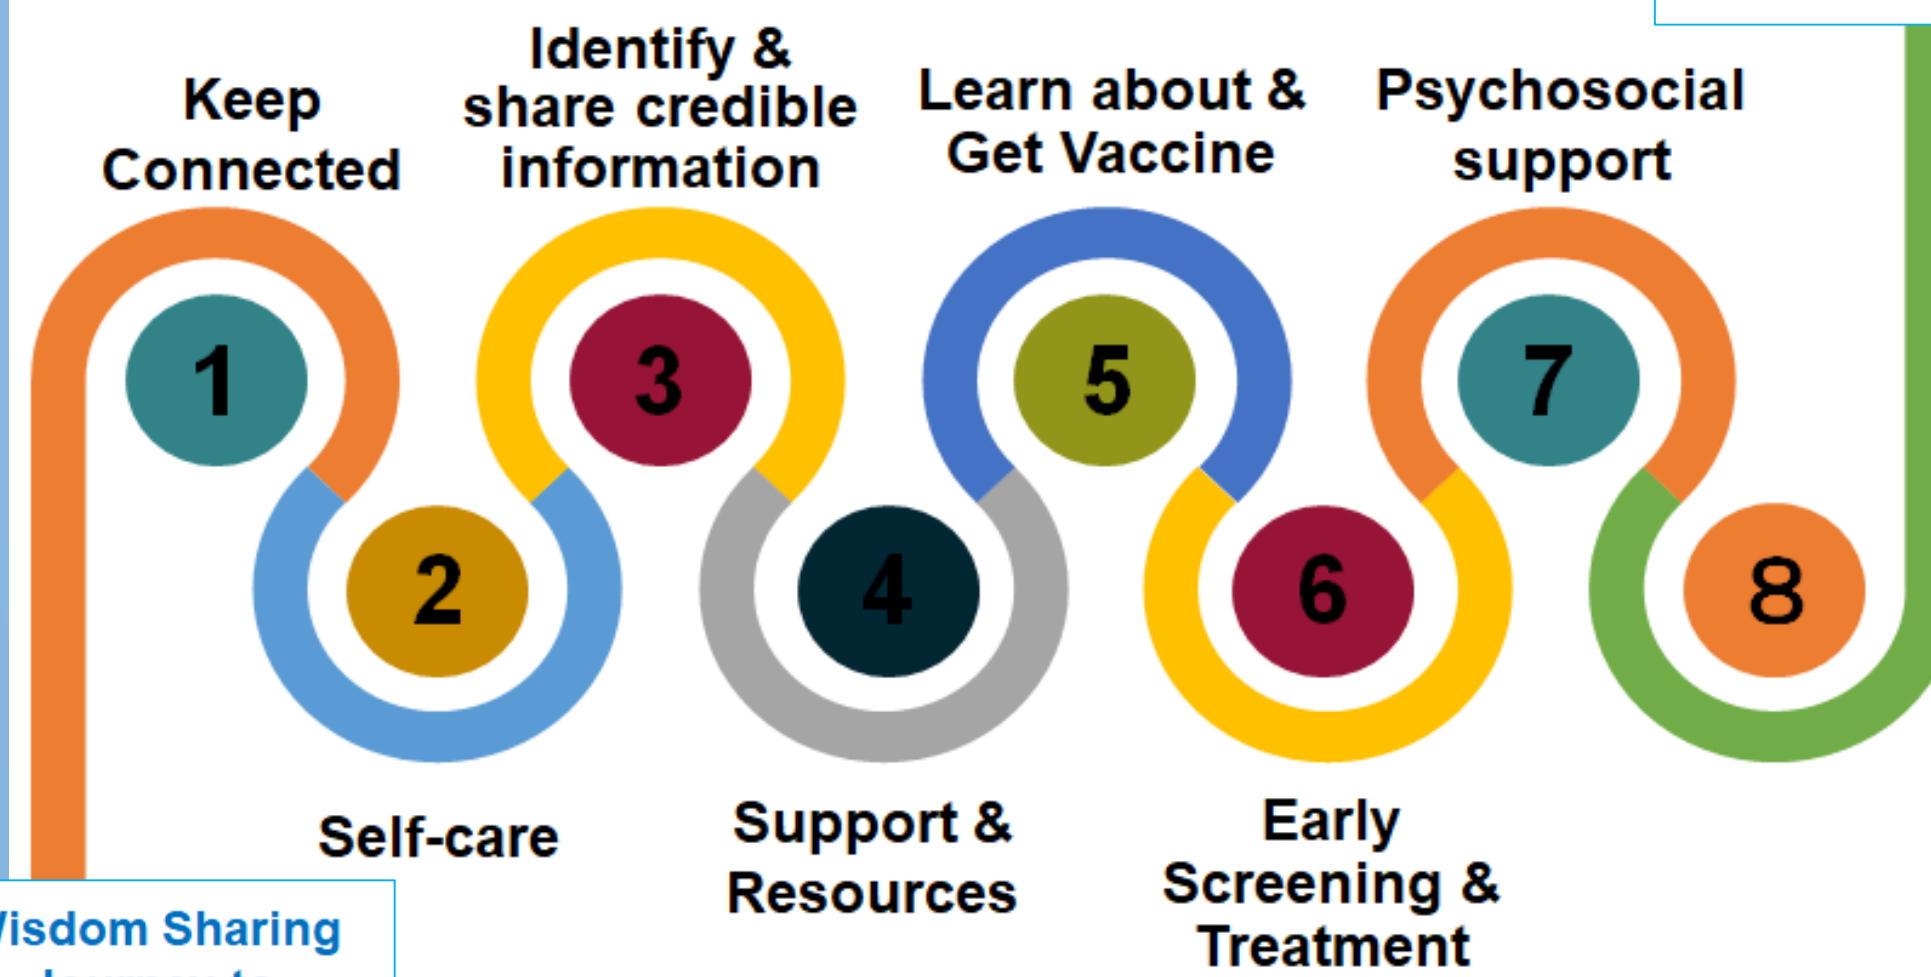 Keep
Connected
Identify &
share credible
information
Learn about &
Get Vaccine
Psychosocial
support
1
3
5
7
2
4
6
8
Self-care
Support &
Resources
Early
Screening &
Treatment
Sharing